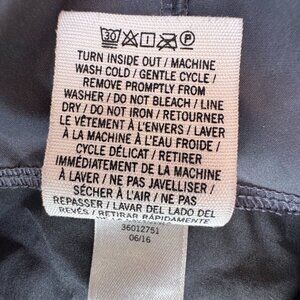 30 P
TURN INSIDE OUT / MACHINE
WASH COLD / GENTLE CYCLE /
REMOVE PROMPTLY FROM
WASHER / DO NOT BLEACH / LINE
DRY / DO NOT IRON / RETOURNER
LE VÊTEMENT À L'ENVERS / LAVER
À LA MACHINE À L'EAU FROIDE /
CYCLE DÉLICAT / RETIRER
IMMÉDIATEMENT DE LA MACHINE
À LAVER / NE PAS JAVELLISER /
SÉCHER À L'AIR / NE PAS
REPASSER / LAVAR DEL LADO DEL
REVÉS / RETIRAR RÁPIDAMENTE
36012751
06/16